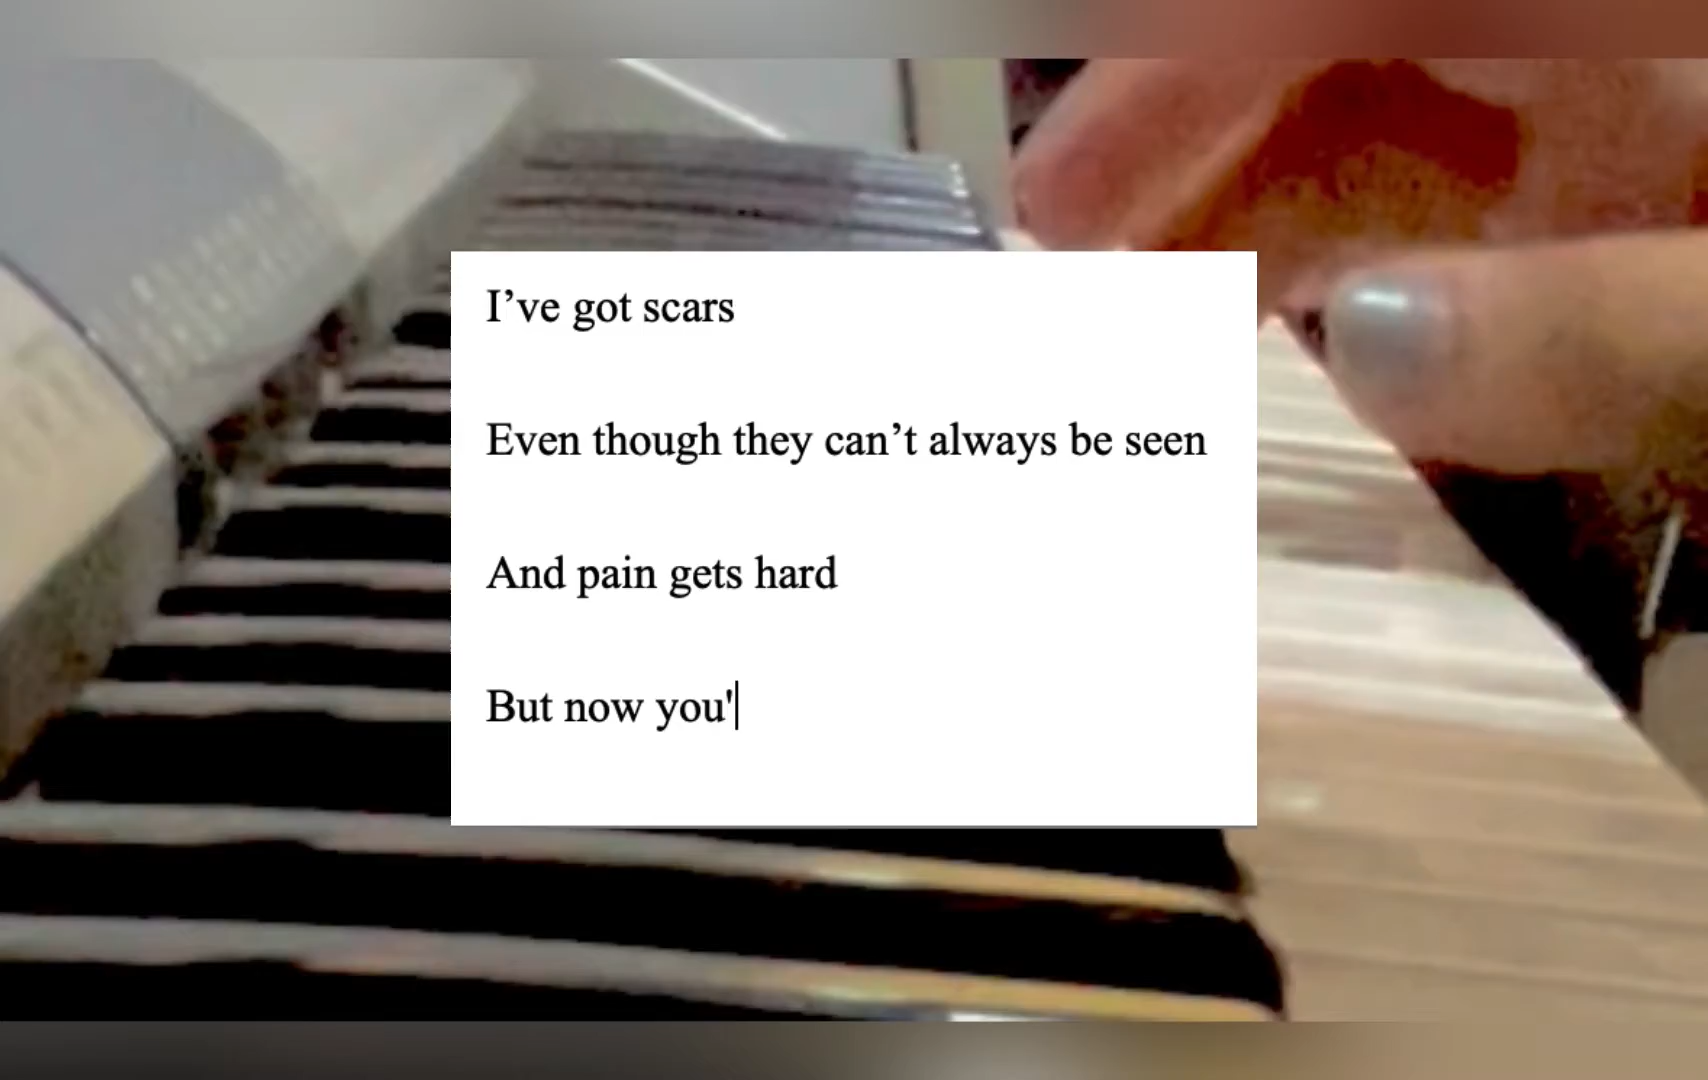 I’ve got scars
Even though they can’t always be seen
And pain gets hard
But now you'